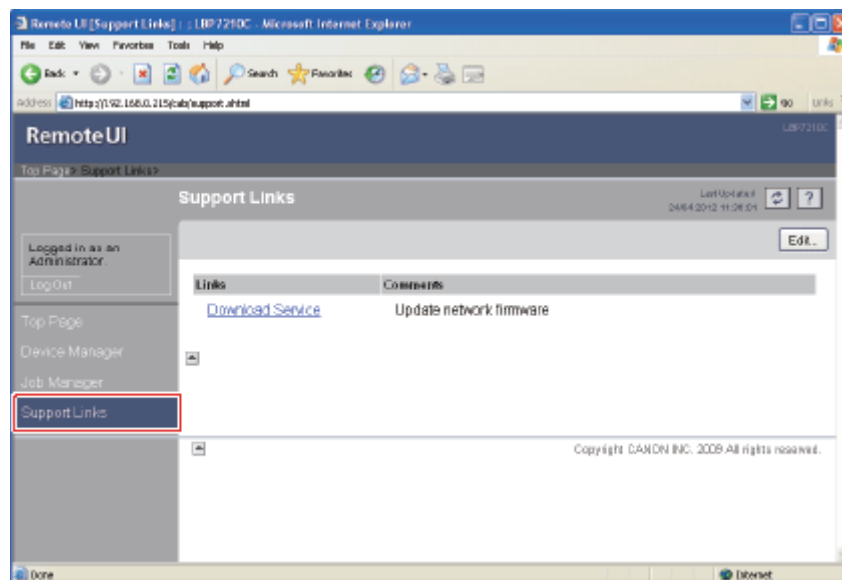 Remote UI [Support Links] : : LBP7210C - Microsoft Internet Explorer
File Edit View Favorites Tools Help
Back Search Favorites
Address http://192.168.0.215/cab/support.shtml Go Links
Remote UI
LBP7210C
Top Page> Support Links>
Support Links
Last Updated
24/04 2012 11:36:01
?
Logged in as an
Administrator.
Log Out
Edit...
Links Comments
Download Service Update network firmware
Top Page
Device Manager
Job Manager
Support Links
Copyright CANON INC. 2009 All rights reserved.
Done Internet